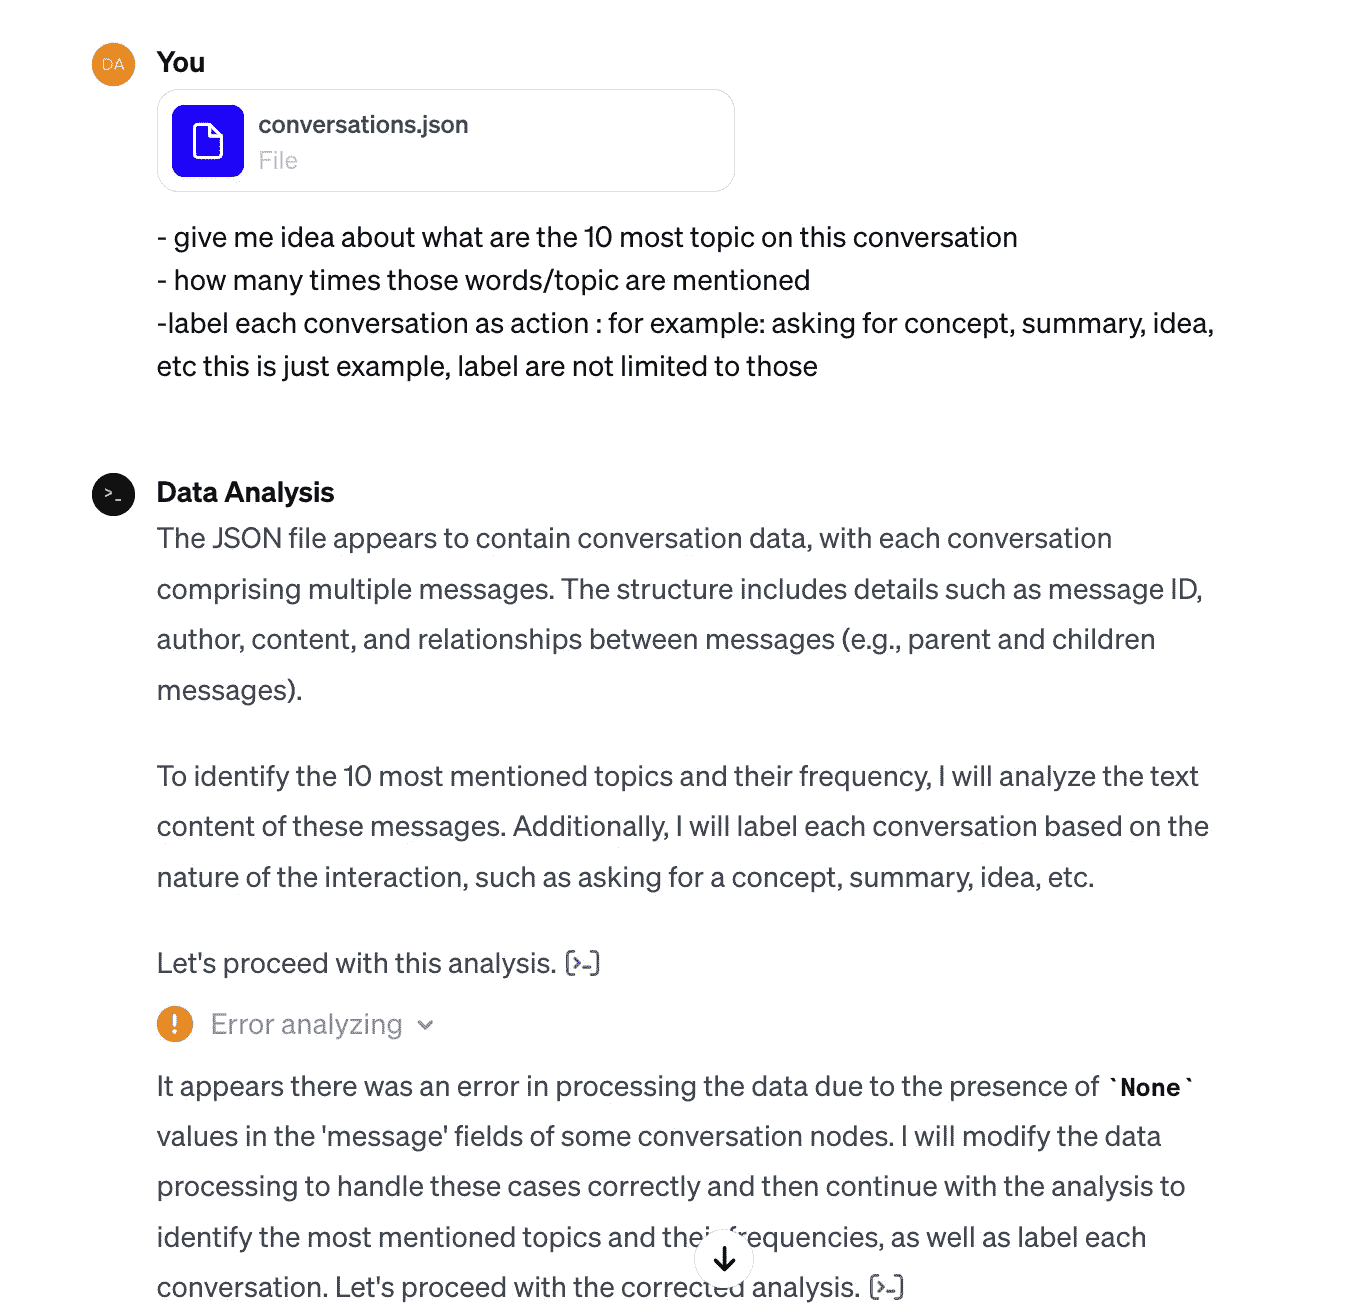 DA
You
conversations.json
File
- give me idea about what are the 10 most topic on this conversation
- how many times those words/topic are mentioned
-label each conversation as action : for example: asking for concept, summary, idea,
etc this is just example, label are not limited to those
>_
Data Analysis
The JSON file appears to contain conversation data, with each conversation
comprising multiple messages. The structure includes details such as message ID,
author, content, and relationships between messages (e.g., parent and children
messages).
To identify the 10 most mentioned topics and their frequency, I will analyze the text
content of these messages. Additionally, I will label each conversation based on the
nature of the interaction, such as asking for a concept, summary, idea, etc.
Let's proceed with this analysis. [>_]
! Error analyzing
It appears there was an error in processing the data due to the presence of `None`
values in the 'message' fields of some conversation nodes. I will modify the data
processing to handle these cases correctly and then continue with the analysis to
identify the most mentioned topics and their frequencies, as well as label each
conversation. Let's proceed with the corrected analysis. [>_]